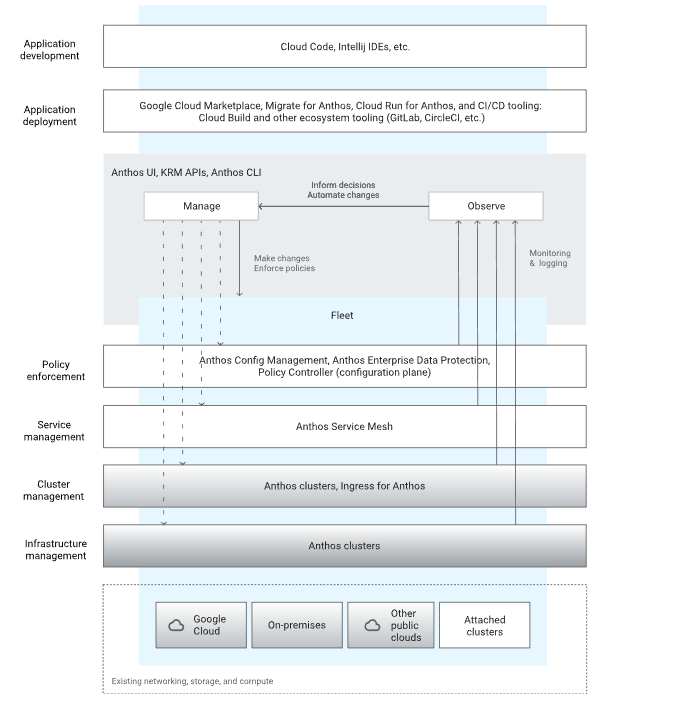 Application
development
Cloud Code, Intellij IDEs, etc.
Application
deployment
Google Cloud Marketplace, Migrate for Anthos, Cloud Run for Anthos, and CI/CD tooling:
Cloud Build and other ecosystem tooling (GitLab, CircleCI, etc.)
Anthos UI, KRM APIs, Anthos CLI
Manage
Inform decisions
Automate changes
Observe
Make changes
Enforce policies
Monitoring
& logging
Fleet
Policy
enforcement
Anthos Config Management, Anthos Enterprise Data Protection,
Policy Controller (configuration plane)
Service
management
Anthos Service Mesh
Cluster
management
Anthos clusters, Ingress for Anthos
Infrastructure
management
Anthos clusters
Google
Cloud
On-premises
Other
public
clouds
Attached
clusters
Existing networking, storage, and compute